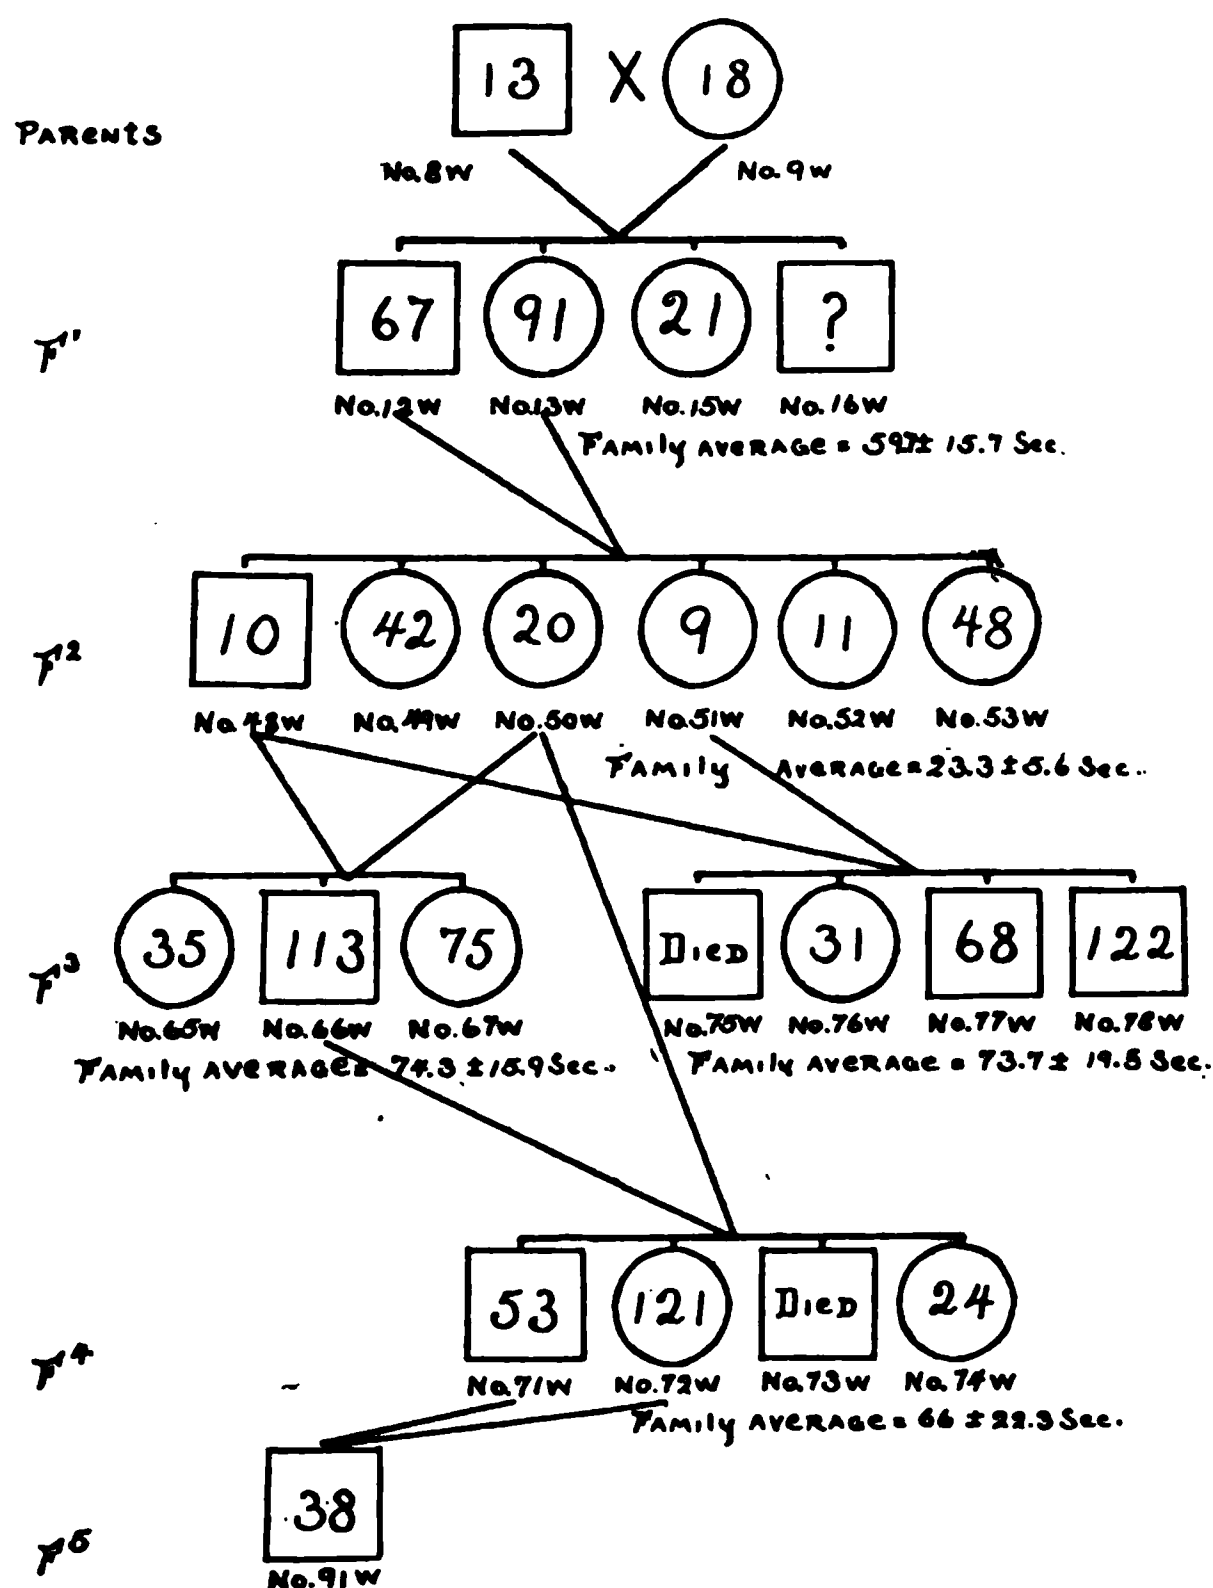 13 X 18
PARENTS
No.8W No.9W
67 91 21 ?
F1
No.12W No.13W No.15W No.16W
FAMILY AVERAGE = 59.7± 15.7 Sec.
10 42 20 9 11 48
F2
No.48W No.49W No.50W No.51W No.52W No.53W
FAMILY AVERAGE = 23.3 ± 5.6 Sec.
35 113 75 DIED 31 68 122
F3
No.65W No.66W No.67W No.75W No.76W No.77W No.78W
FAMILY AVERAGE = 74.3 ± 15.9 Sec. FAMILY AVERAGE = 73.7 ± 19.5 Sec.
53 121 DIED 24
F4
No.71W No.72W No.73W No.74W
FAMILY AVERAGE = 66 ± 22.3 Sec.
38
F5
No.91W